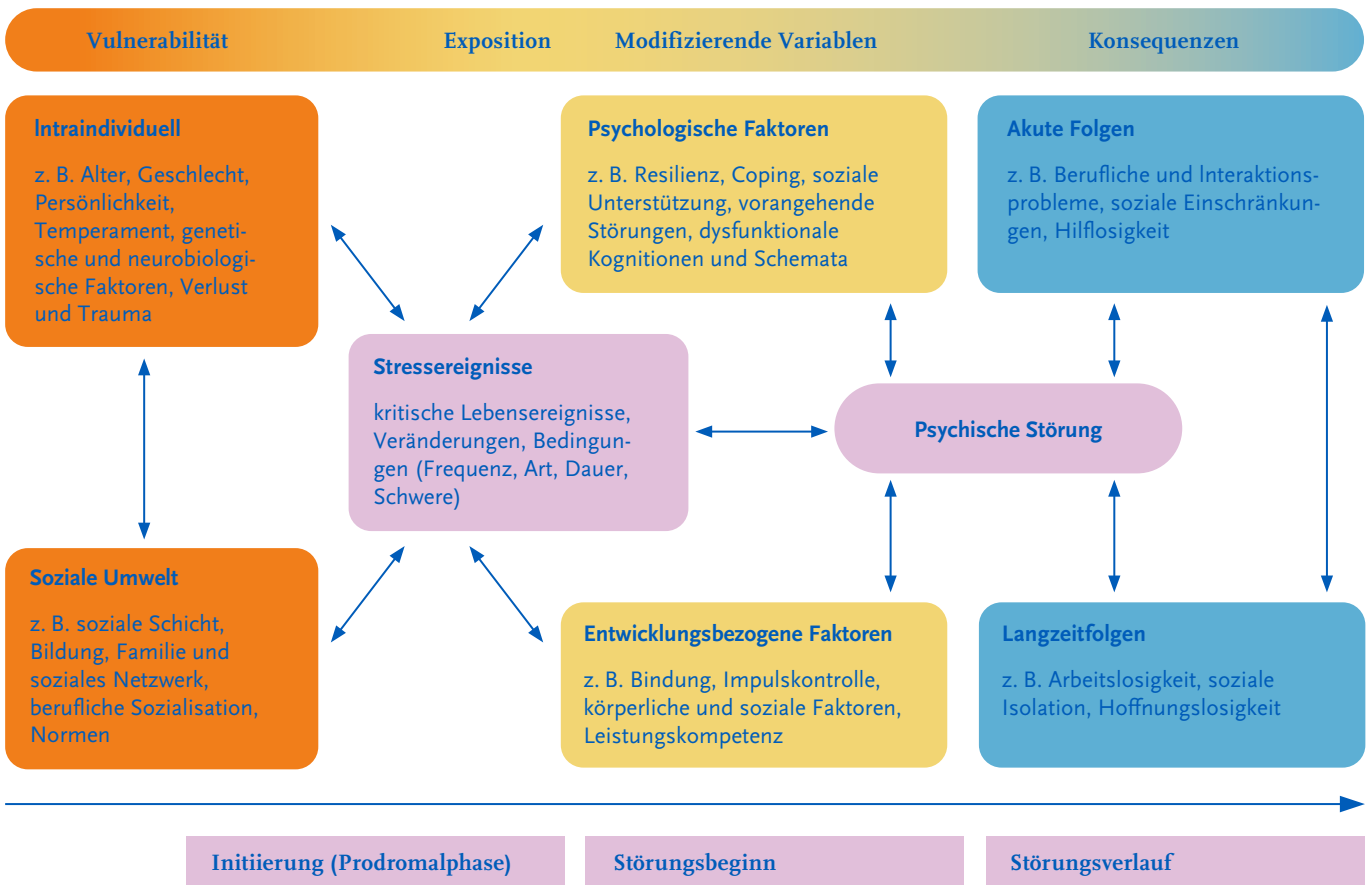 Vulnerabilität
Exposition
Modifizierende Variablen
Konsequenzen
Intraindividuell
z. B. Alter, Geschlecht,
Persönlichkeit,
Temperament, geneti-
sche und neurobiologi-
sche Faktoren, Verlust
und Trauma
Soziale Umwelt
z. B. soziale Schicht,
Bildung, Familie und
soziales Netzwerk,
berufliche Sozialisation,
Normen
Stressereignisse
kritische Lebensereignisse,
Veränderungen, Bedingun-
gen (Frequenz, Art, Dauer,
Schwere)
Psychologische Faktoren
z. B. Resilienz, Coping, soziale
Unterstützung, vorangehende
Störungen, dysfunktionale
Kognitionen und Schemata
Entwicklungsbezogene Faktoren
z. B. Bindung, Impulskontrolle,
körperliche und soziale Faktoren,
Leistungskompetenz
Psychische Störung
Akute Folgen
z. B. Berufliche und Interaktions-
probleme, soziale Einschränkun-
gen, Hilflosigkeit
Langzeitfolgen
z. B. Arbeitslosigkeit, soziale
Isolation, Hoffnungslosigkeit
Initiierung (Prodromalphase)
Störungsbeginn
Störungsverlauf